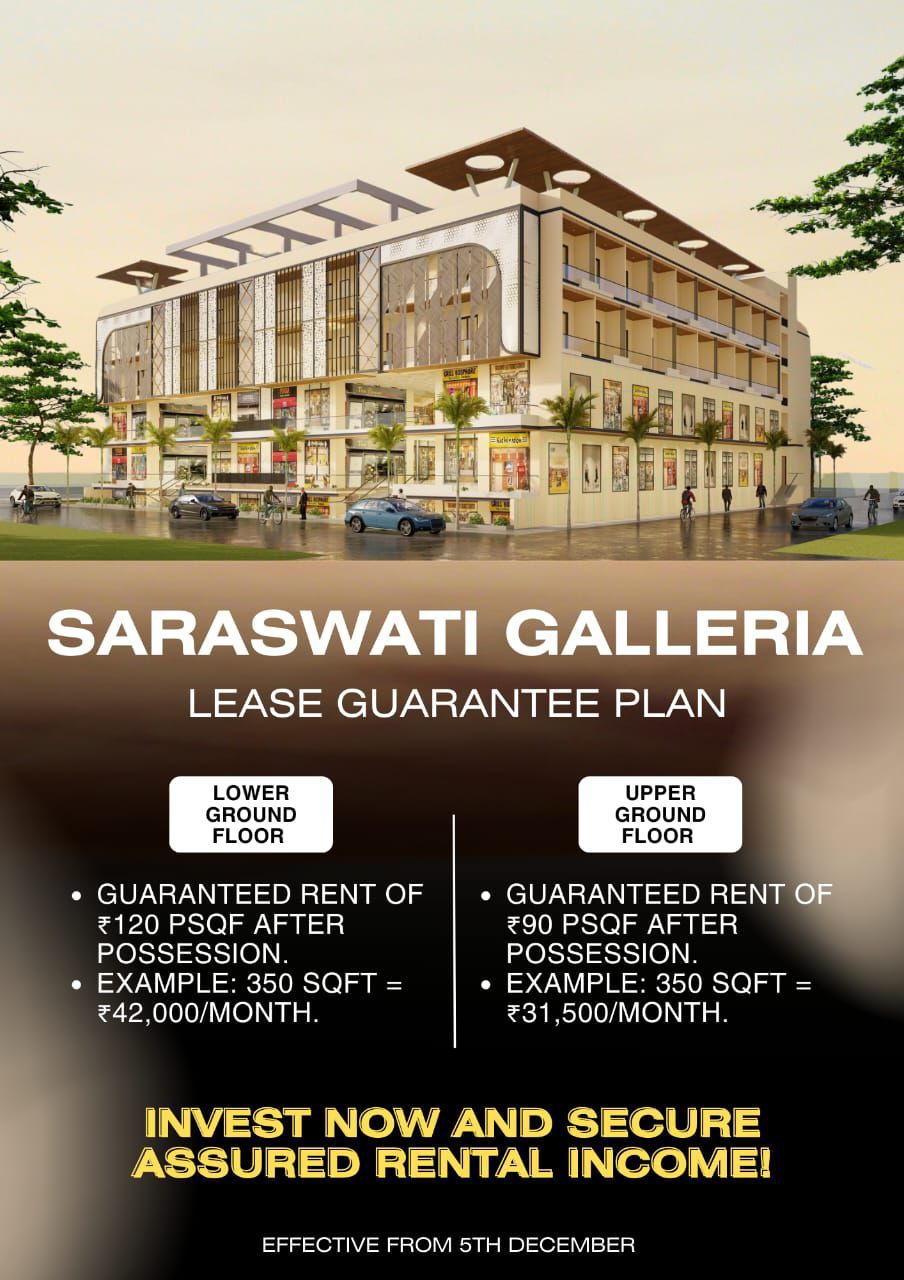 SARASWATI GALLERIA
LEASE GUARANTEE PLAN
LOWER
GROUND
FLOOR
• GUARANTEED RENT OF
₹120 PSQF AFTER
POSSESSION.
• EXAMPLE: 350 SQFT =
₹42,000/MONTH.
UPPER
GROUND
FLOOR
• GUARANTEED RENT OF
₹90 PSQF AFTER
POSSESSION.
• EXAMPLE: 350 SQFT =
₹31,500/MONTH.
INVEST NOW AND SECURE
ASSURED RENTAL INCOME!
EFFECTIVE FROM 5TH DECEMBER